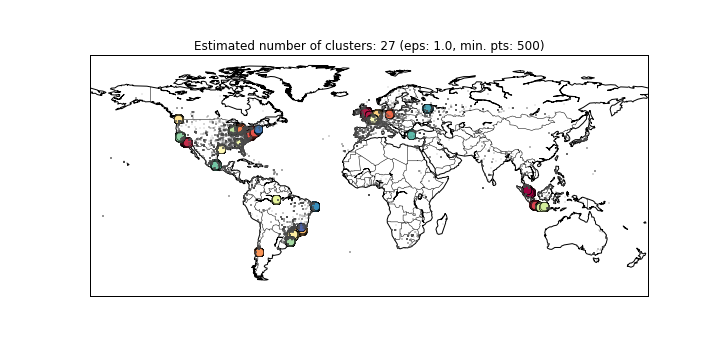 Estimated number of clusters: 27 (eps: 1.0, min. pts: 500)